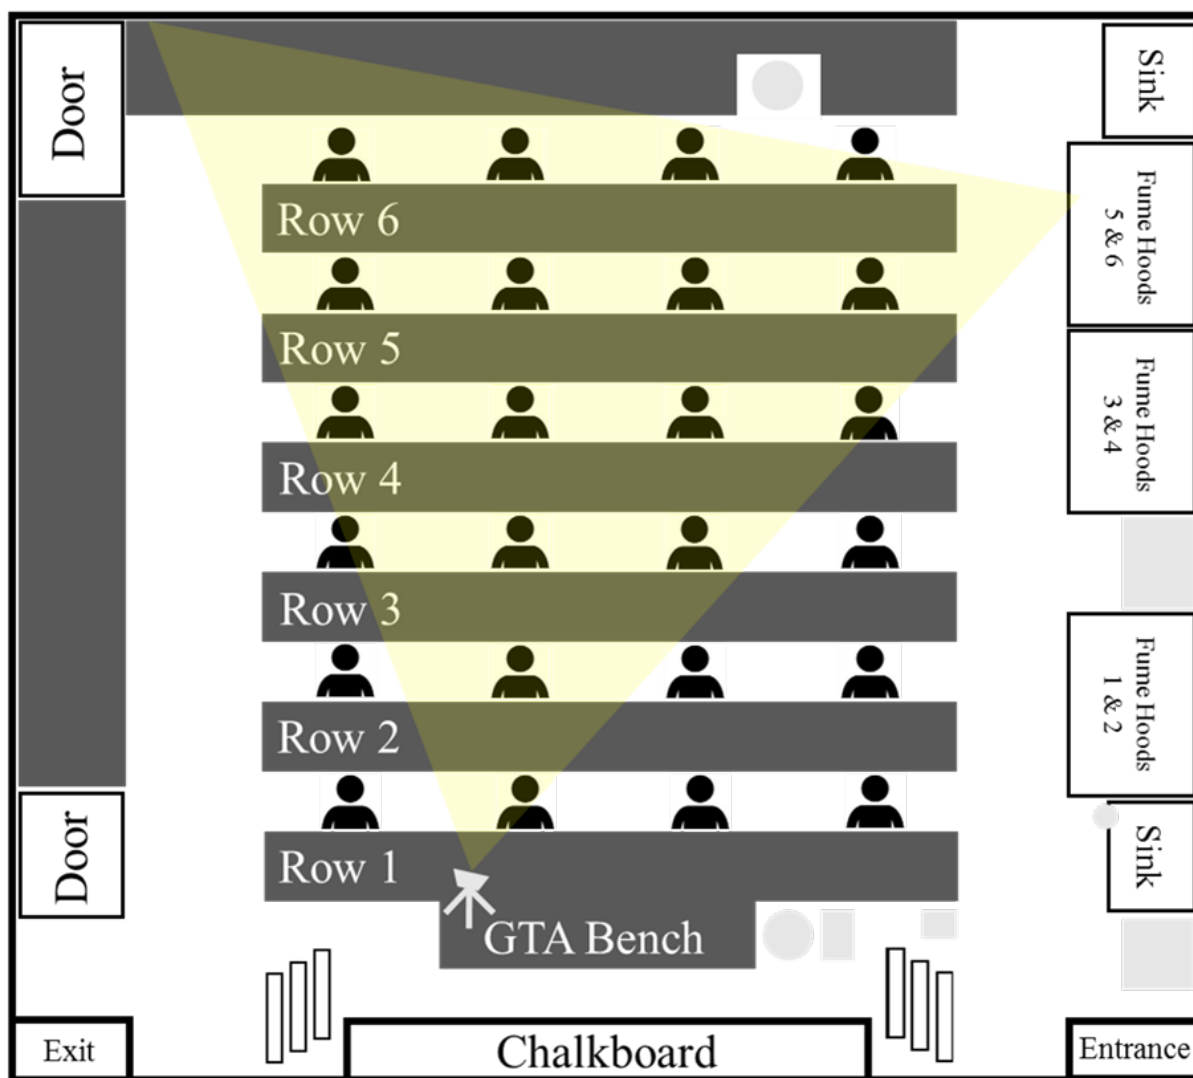 Door
Sink
Row 6
Fume Hoods
5 & 6
Row 5
Fume Hoods
3 & 4
Row 4
Row 3
Fume Hoods
1 & 2
Row 2
Door
Row 1
Sink
GTA Bench
Exit
Chalkboard
Entrance